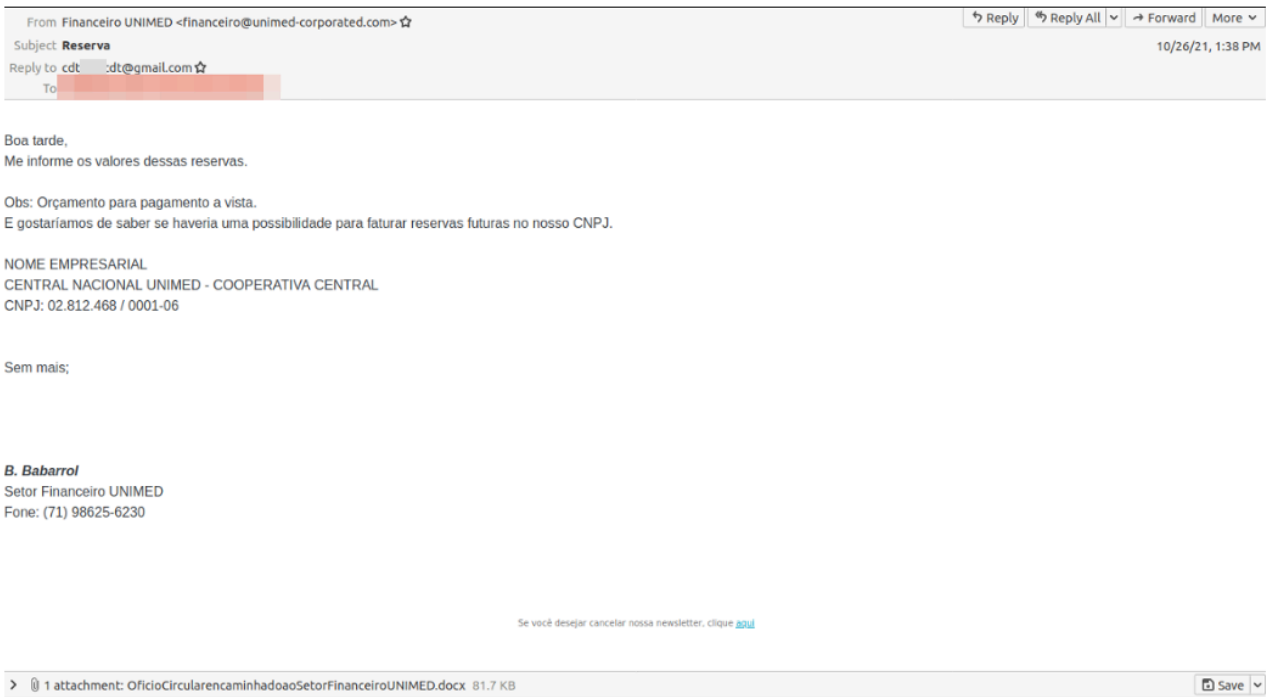 From Financeiro UNIMED <financeiro@unimed-corporated.com>
Reply Reply All Forward More
Subject Reserva
10/26/21, 1:38 PM
Reply to cdt :dt@gmail.com
To
Boa tarde,
Me informe os valores dessas reservas.
Obs: Orçamento para pagamento a vista.
E gostaríamos de saber se haveria uma possibilidade para faturar reservas futuras no nosso CNPJ.
NOME EMPRESARIAL
CENTRAL NACIONAL UNIMED - COOPERATIVA CENTRAL
CNPJ: 02.812.468 / 0001-06
Sem mais;
B. Babarrol
Setor Financeiro UNIMED
Fone: (71) 98625-6230
Se você desejar cancelar nossa newsletter, clique aqui
1 attachment: OficioCircularencaminhadoaoSetorFinanceiroUNIMED.docx 81.7 KB
Save